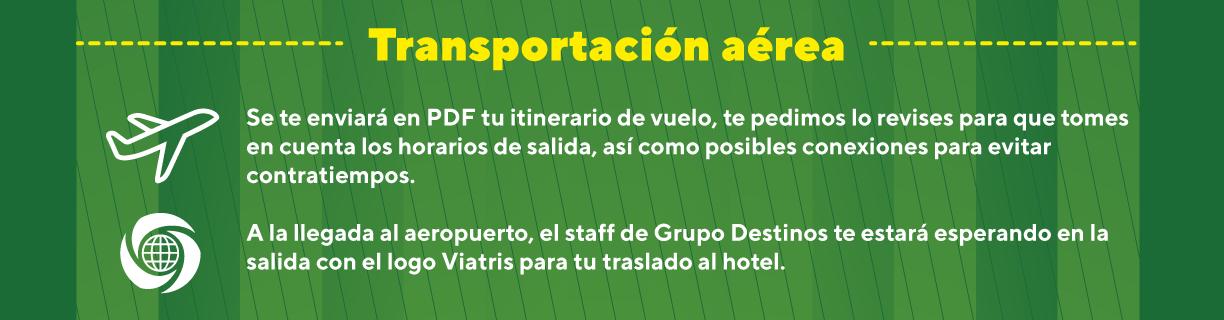 Transportación aérea
Se te enviará en PDF tu itinerario de vuelo, te pedimos lo revises para que tomes
en cuenta los horarios de salida, así como posibles conexiones para evitar
contratiempos.
A la llegada al aeropuerto, el staff de Grupo Destinos te estará esperando en la
salida con el logo Viatris para tu traslado al hotel.